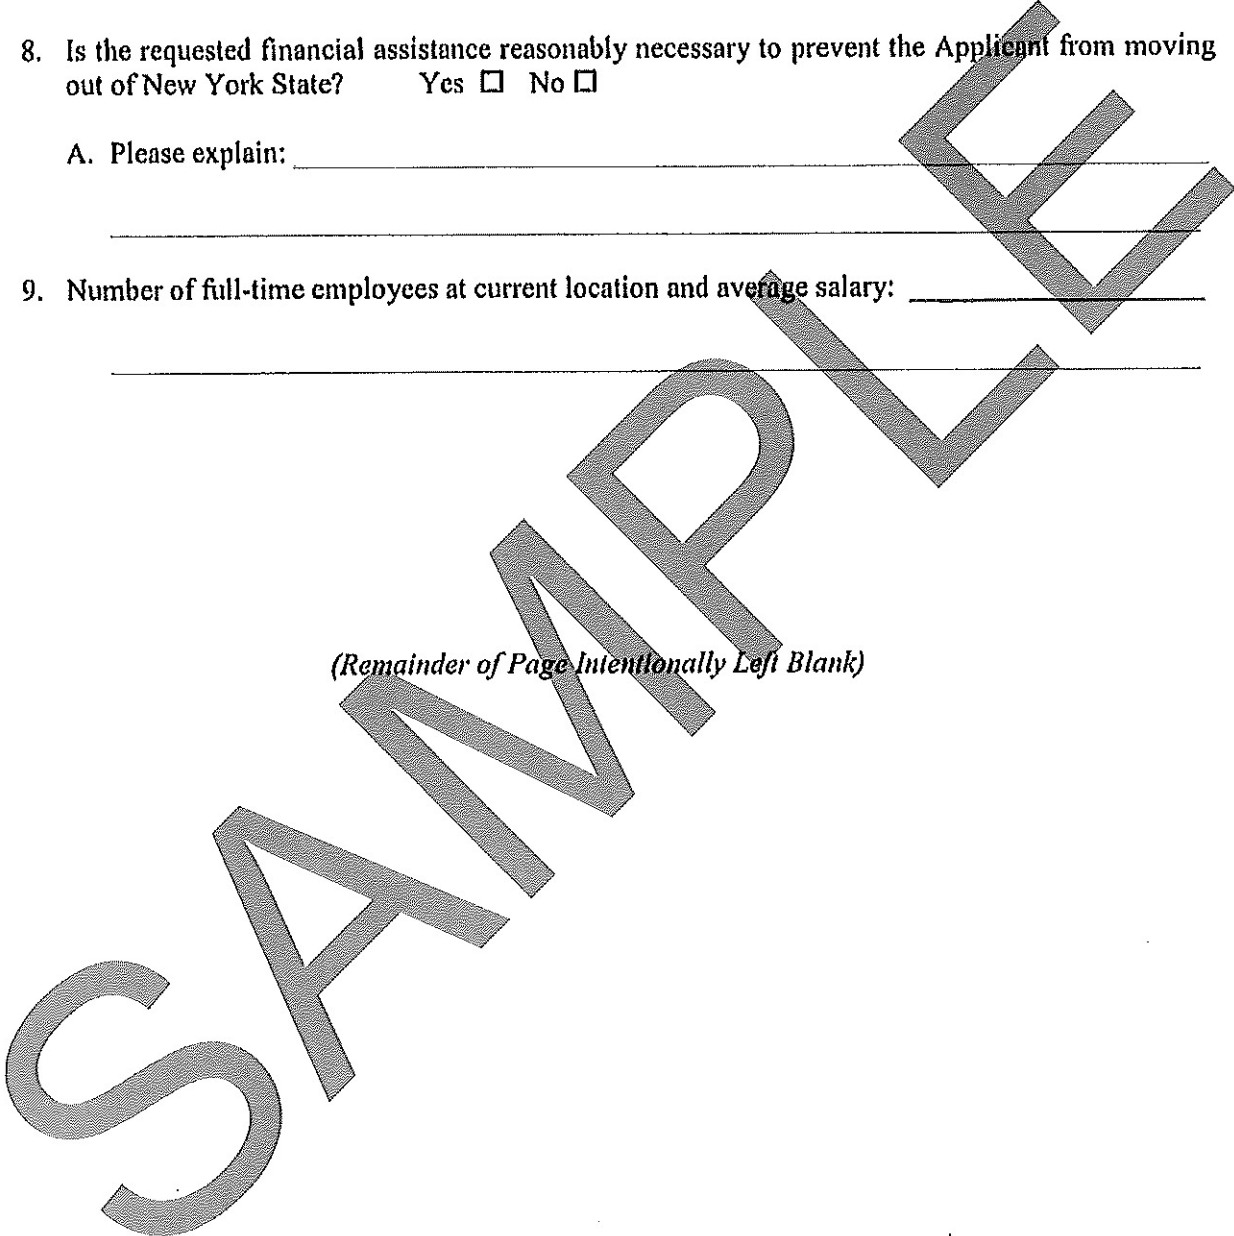 8. Is the requested financial assistance reasonably necessary to prevent the Applicant from moving
out of New York State? Yes ☐ No ☐
A. Please explain:
9. Number of full-time employees at current location and average salary:
(Remainder of Page Intentionally Left Blank)
SAMPLE